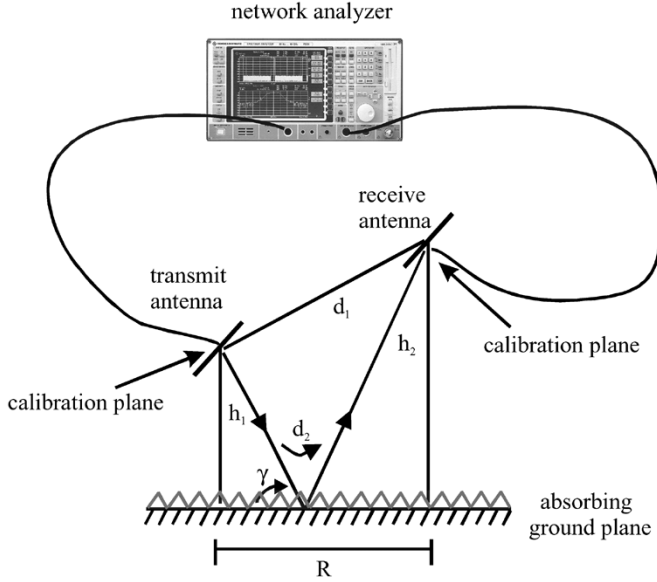 network analyzer
receive
antenna
transmit
antenna
d₁
h₂
calibration plane
calibration plane
h₁
d₂
γ
absorbing
ground plane
R